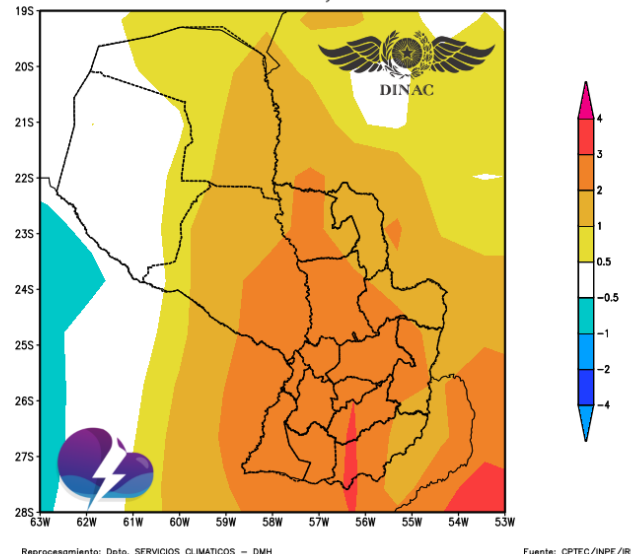 19S
20S
21S
22S
23S
24S
25S
26S
27S
28S
63W 62W 61W 60W 59W 58W 57W 56W 55W 54W 53W
DINAC
4
3
2
1
0.5
-0.5
-1
-2
-4
Reprocesamiento: Dpto. SERVICIOS CLIMATICOS - DMH
Fuente: CPTEC/INPE/IR